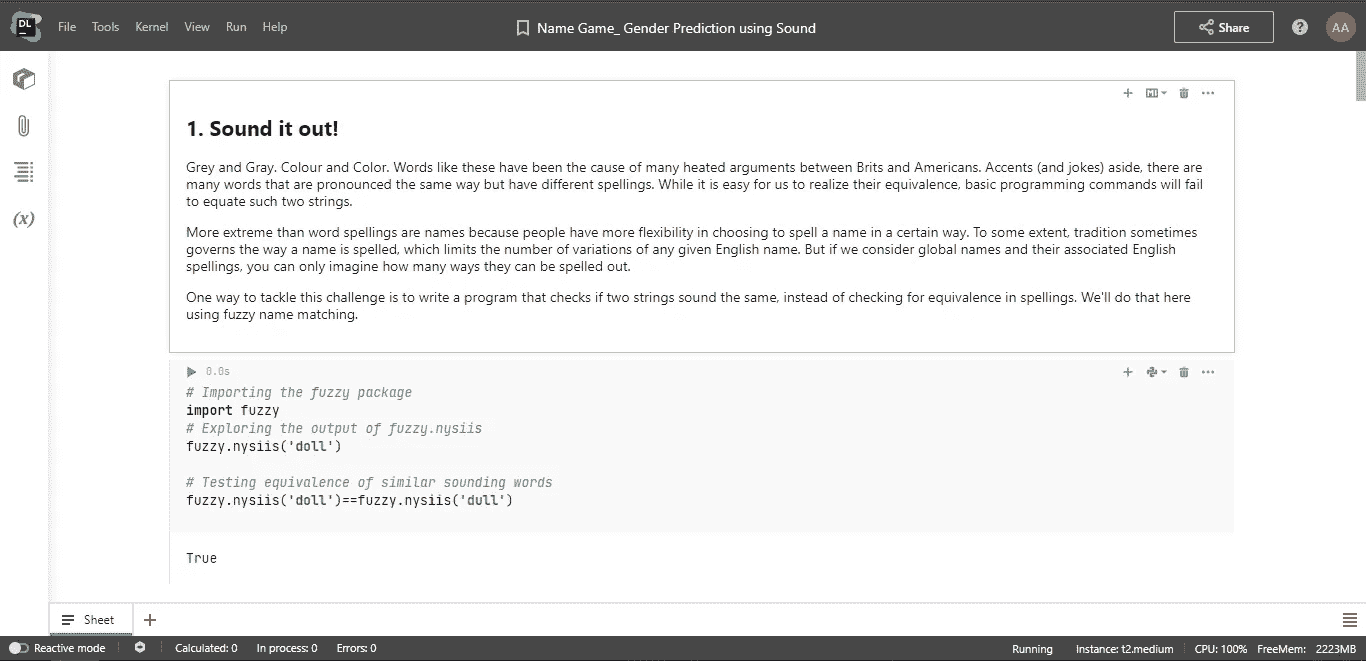 DL
File Tools Kernel View Run Help
Name Game_ Gender Prediction using Sound
Share
?
AA
1. Sound it out!
Grey and Gray. Colour and Color. Words like these have been the cause of many heated arguments between Brits and Americans. Accents (and jokes) aside, there are
many words that are pronounced the same way but have different spellings. While it is easy for us to realize their equivalence, basic programming commands will fail
to equate such two strings.
More extreme than word spellings are names because people have more flexibility in choosing to spell a name in a certain way. To some extent, tradition sometimes
governs the way a name is spelled, which limits the number of variations of any given English name. But if we consider global names and their associated English
spellings, you can only imagine how many ways they can be spelled out.
One way to tackle this challenge is to write a program that checks if two strings sound the same, instead of checking for equivalence in spellings. We'll do that here
using fuzzy name matching.
(x)
0.0s
# Importing the fuzzy package
import fuzzy
# Exploring the output of fuzzy.nysiis
fuzzy.nysiis('doll')
# Testing equivalence of similar sounding words
fuzzy.nysiis('doll')==fuzzy.nysiis('dull')
True
Sheet
Reactive mode Calculated: 0 In process: 0 Errors: 0 Running Instance: t2.medium CPU: 100% FreeMem: 2223MB